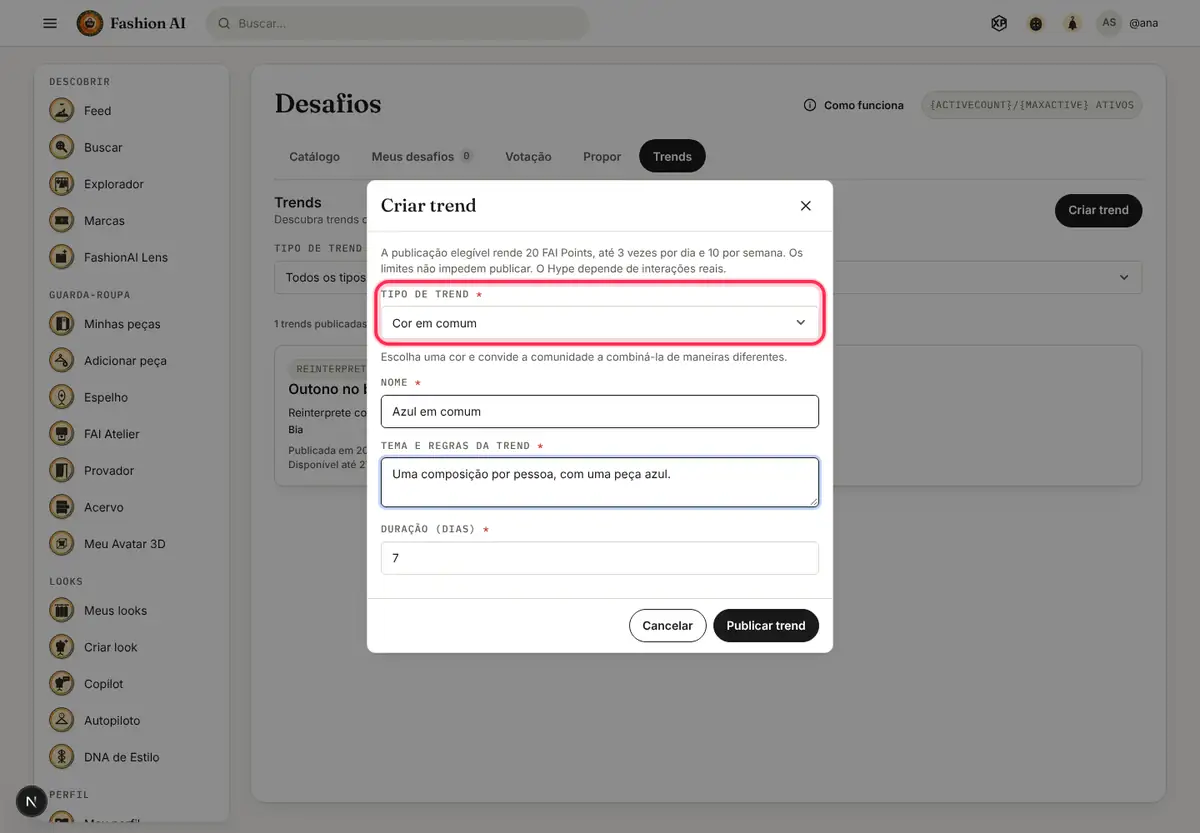 Fashion AI
Buscar...
XP
AS
@ana
DESCOBRIR
Feed
Buscar
Explorador
Marcas
FashionAI Lens
GUARDA-ROUPA
Minhas peças
Adicionar peça
Espelho
FAI Atelier
Provador
Acervo
Meu Avatar 3D
LOOKS
Meus looks
Criar look
Copilot
Autopiloto
DNA de Estilo
PERFIL
Meu perfil
N
Desafios
Como funciona
{ACTIVECOUNT}/{MAXACTIVE} ATIVOS
Catálogo
Meus desafios 0
Votação
Propor
Trends
Trends
Descubra trends
Criar trend
TIPO DE TREND
Todos os tipos
1 trends publicadas
REINTERPRET
Outono no
Reinterprete
Bia
Publicada em
Disponível até
Criar trend
A publicação elegível rende 20 FAI Points, até 3 vezes por dia e 10 por semana. Os
limites não impedem publicar. O Hype depende de interações reais.
TIPO DE TREND *
Cor em comum
Escolha uma cor e convide a comunidade a combiná-la de maneiras diferentes.
NOME *
Azul em comum
TEMA E REGRAS DA TREND *
Uma composição por pessoa, com uma peça azul.
DURAÇÃO (DIAS) *
7
Cancelar
Publicar trend